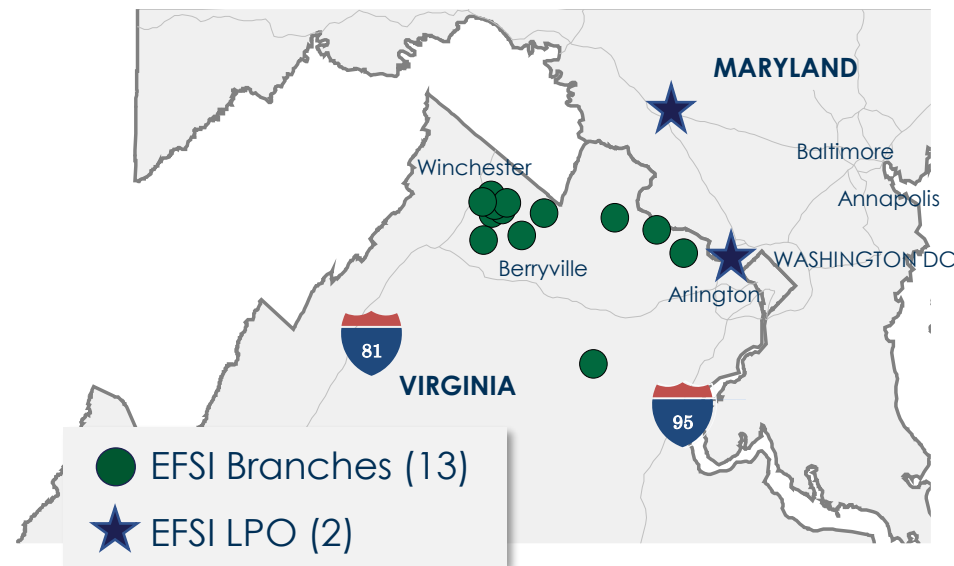 MARYLAND
Baltimore
Winchester
Annapolis
WASHINGTON DC
Berryville
Arlington
81
VIRGINIA
95
EFSI Branches (13)
EFSI LPO (2)